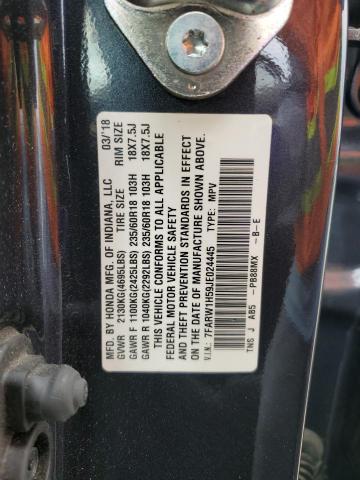 MFD. BY HONDA MFG. OF INDIANA, LLC 03/'18
GVWR 2130KG(4695LBS) TIRE SIZE RIM SIZE
GAWR F 1100KG(2425LBS) 235/60R18 103H 18X7.5J
GAWR R 1040KG(2292LBS) 235/60R18 103H 18X7.5J
THIS VEHICLE CONFORMS TO ALL APPLICABLE
FEDERAL MOTOR VEHICLE SAFETY
AND THEFT PREVENTION STANDARDS IN EFFECT
ON THE DATE OF MANUFACTURE SHOWN ABOVE.
V.I.N.: 7FARW1H59JE024445 TYPE: MPV
TNS J A85 -PB88MX -B-E